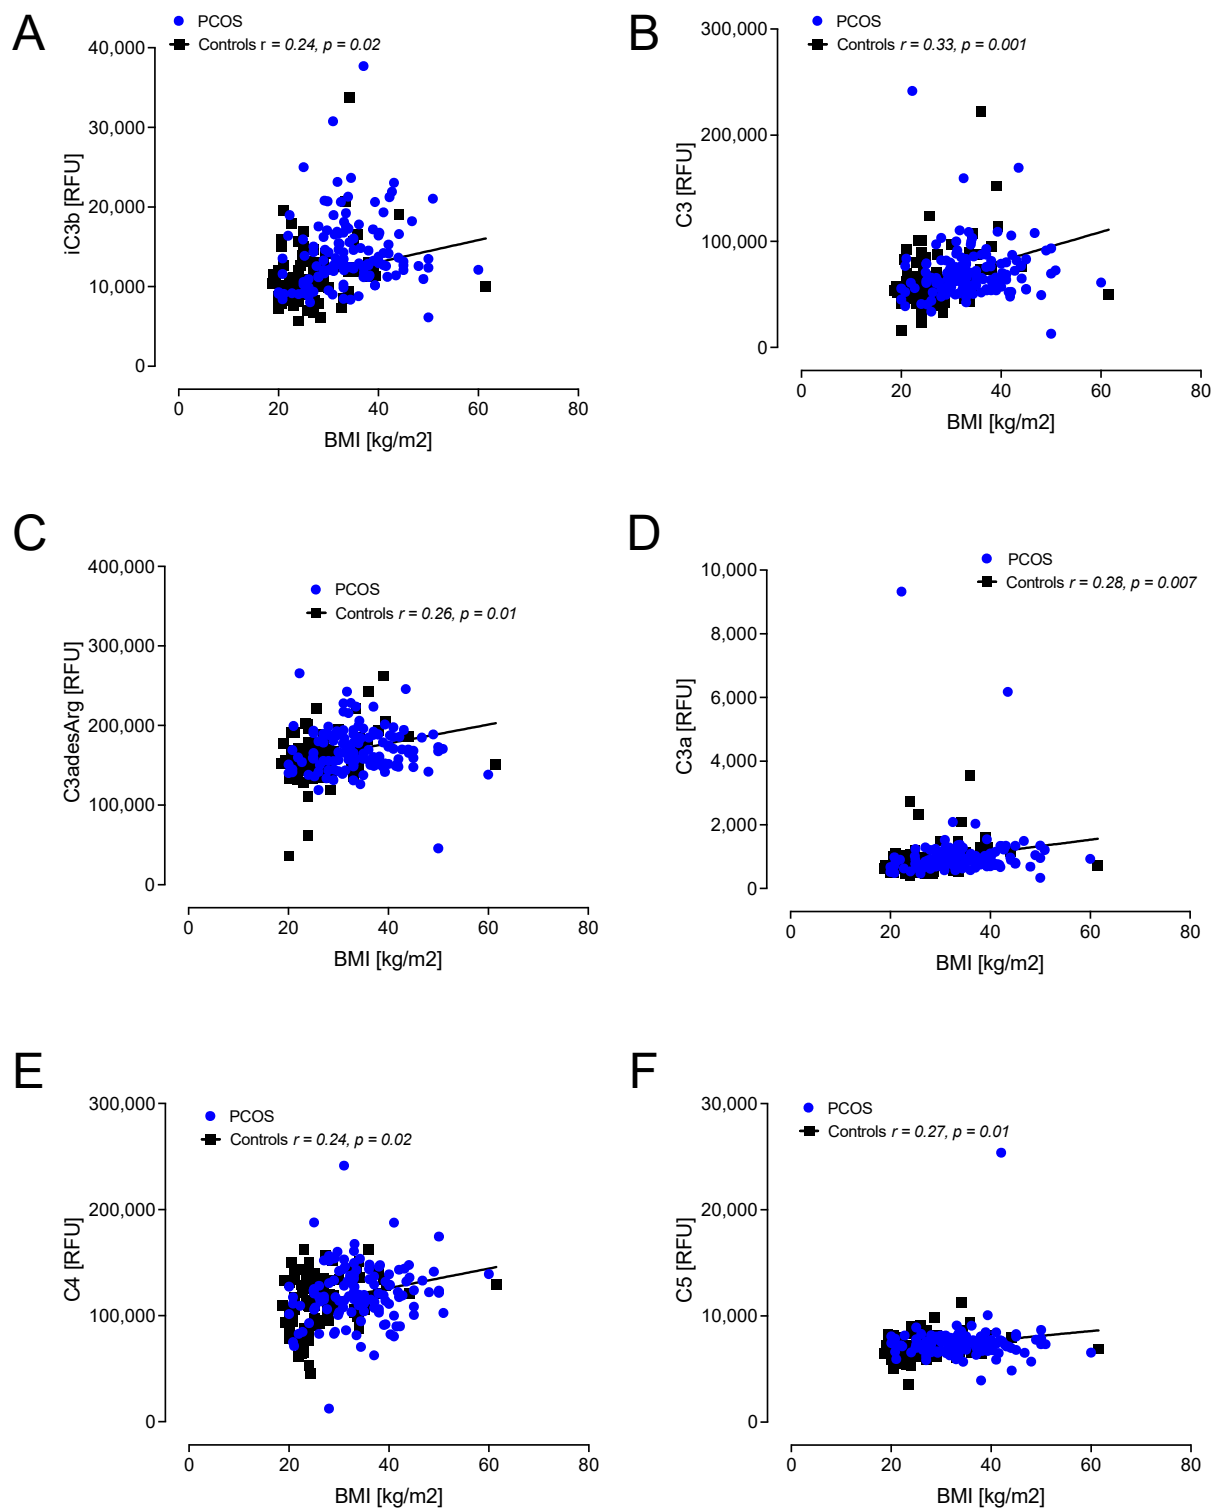 A
PCOS
Controls r = 0.24, p = 0.02
40,000
30,000
20,000
10,000
0
iC3b [RFU]
0 20 40 60 80
BMI [kg/m2]
B
PCOS
Controls r = 0.33, p = 0.001
300,000
200,000
100,000
0
C3 [RFU]
0 20 40 60 80
BMI [kg/m2]
C
PCOS
Controls r = 0.26, p = 0.01
400,000
300,000
200,000
100,000
0
C3adesArg [RFU]
0 20 40 60 80
BMI [kg/m2]
D
PCOS
Controls r = 0.28, p = 0.007
10,000
8,000
6,000
4,000
2,000
0
C3a [RFU]
0 20 40 60 80
BMI [kg/m2]
E
PCOS
Controls r = 0.24, p = 0.02
300,000
200,000
100,000
0
C4 [RFU]
0 20 40 60 80
BMI [kg/m2]
F
PCOS
Controls r = 0.27, p = 0.01
30,000
20,000
10,000
0
C5 [RFU]
0 20 40 60 80
BMI [kg/m2]